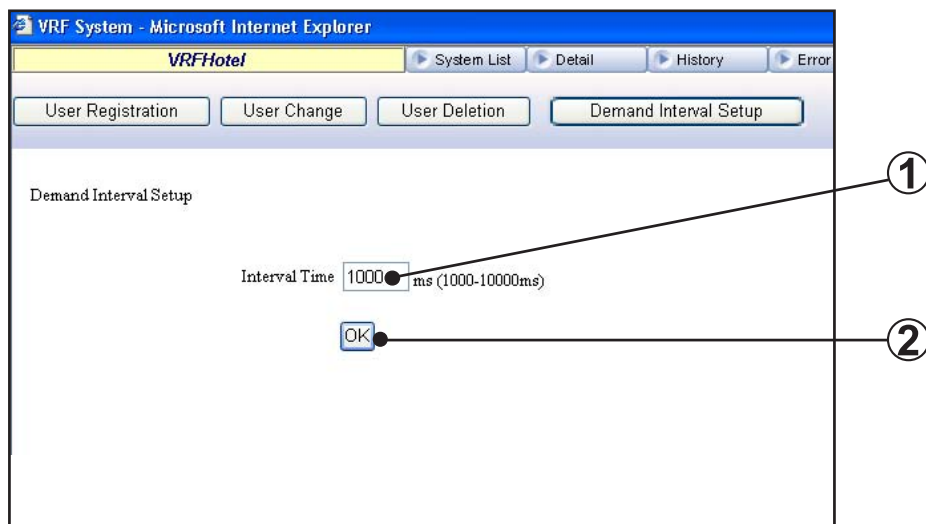 VRF System - Microsoft Internet Explorer
VRFHotel System List Detail History Error
User Registration User Change User Deletion Demand Interval Setup
1
Demand Interval Setup
Interval Time 1000 ms (1000-10000ms)
OK
2